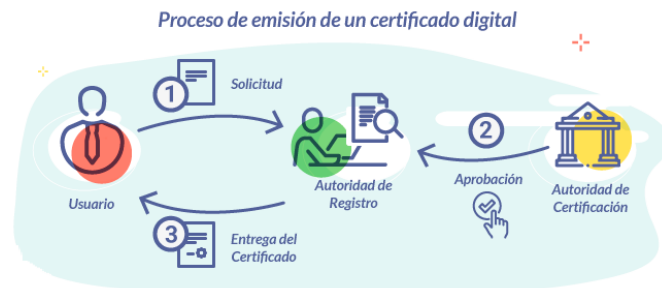 Proceso de emisión de un certificado digital
1
Solicitud
Usuario
Autoridad de
Registro
2
Aprobación
Autoridad de
Certificación
3
Entrega del
Certificado